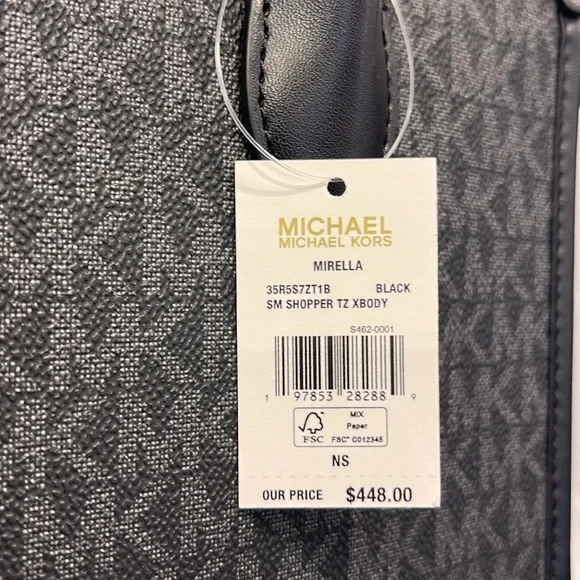 MICHAEL
MICHAEL KORS
MIRELLA
35R5S7ZT1B BLACK
SM SHOPPER TZ XBODY
S462-0001
1 97853 28288 9
FSC
MIX
Paper
FSC® C012345
NS
OUR PRICE $448.00